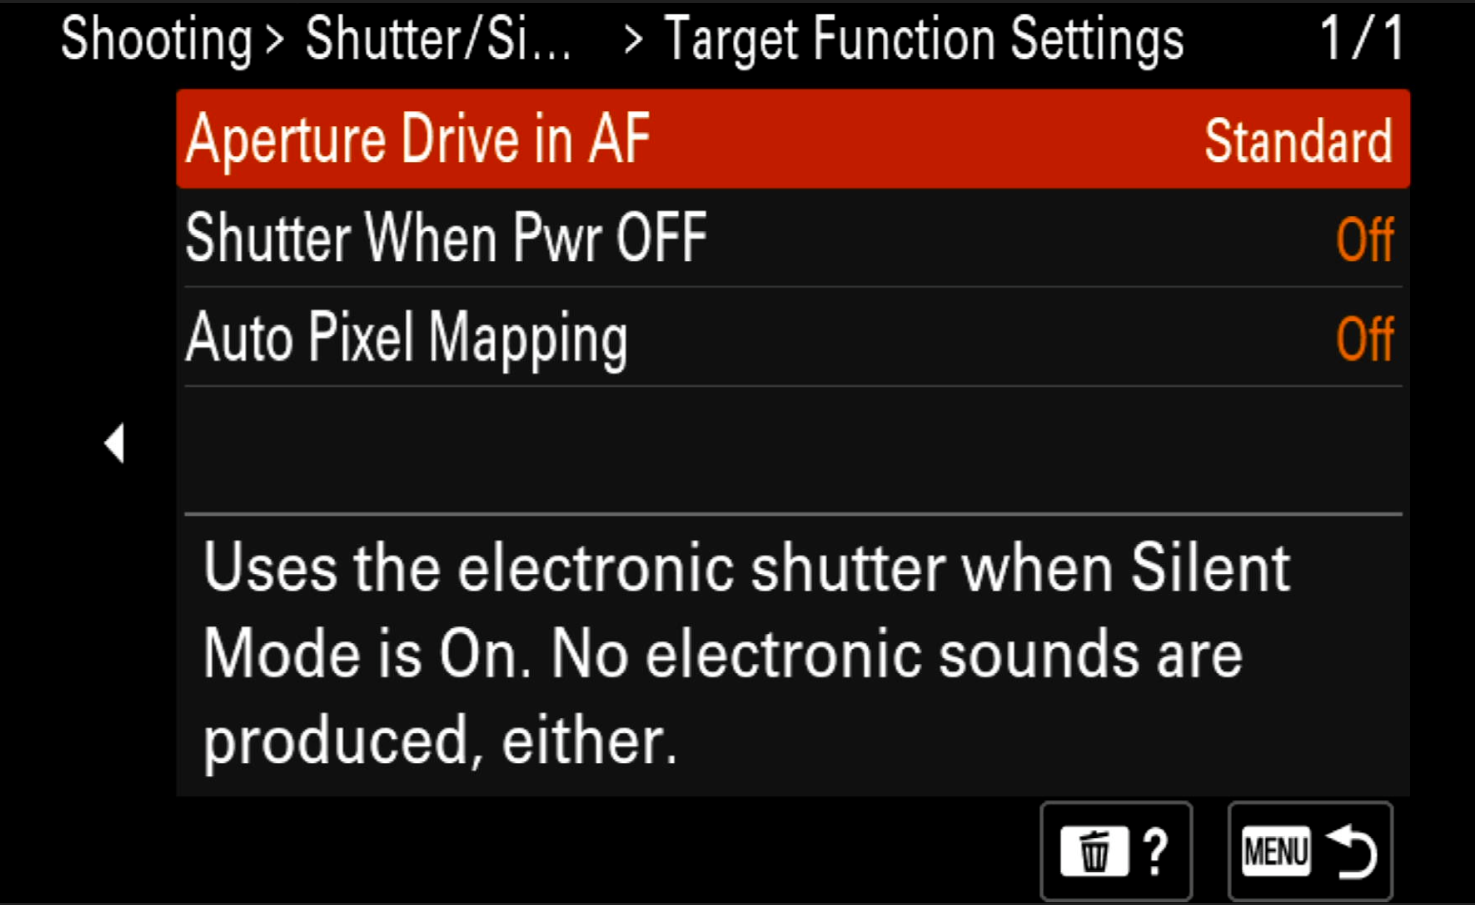 Shooting > Shutter/Si... > Target Function Settings 1/1
Aperture Drive in AF Standard
Shutter When Pwr OFF Off
Auto Pixel Mapping Off
Uses the electronic shutter when Silent
Mode is On. No electronic sounds are
produced, either.
? MENU